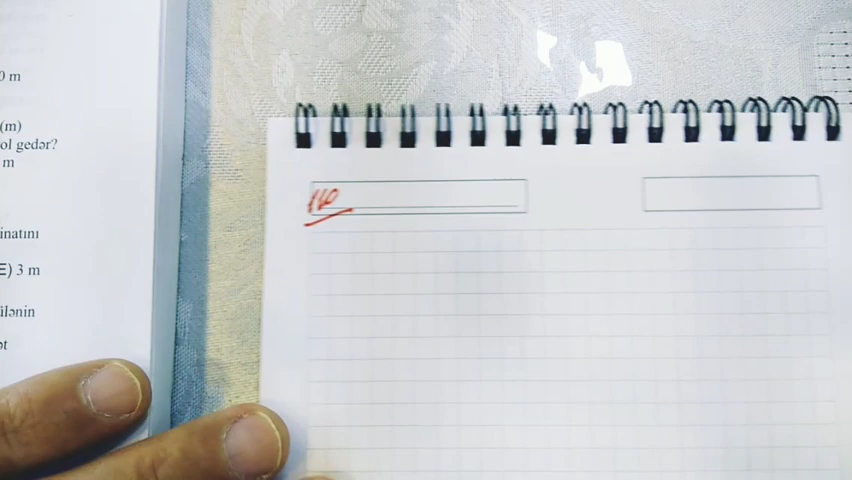 0 m
(m)
ol gedər?
m
inatını
E) 3 m
ilənin
ət